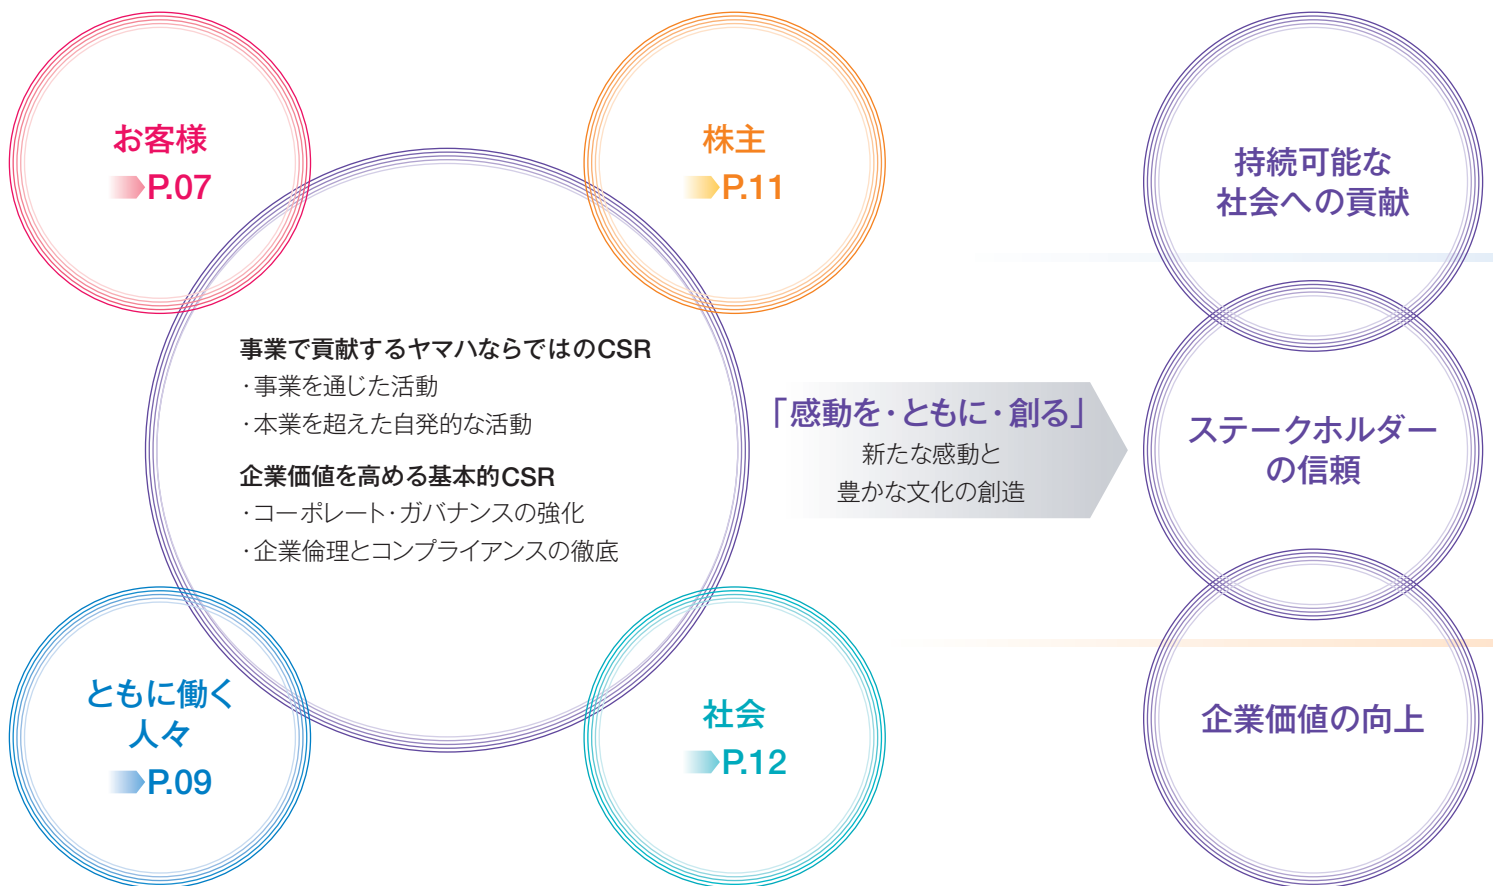 お客様
P.07
株主
P.11
事業で貢献するヤマハならではのCSR
・事業を通じた活動
・本業を超えた自発的な活動
企業価値を高める基本的CSR
・コーポレート・ガバナンスの強化
・企業倫理とコンプライアンスの徹底
ともに働く
人々
P.09
社会
P.12
「感動を・ともに・創る」
新たな感動と
豊かな文化の創造
持続可能な
社会への貢献
ステークホルダー
の信頼
企業価値の向上